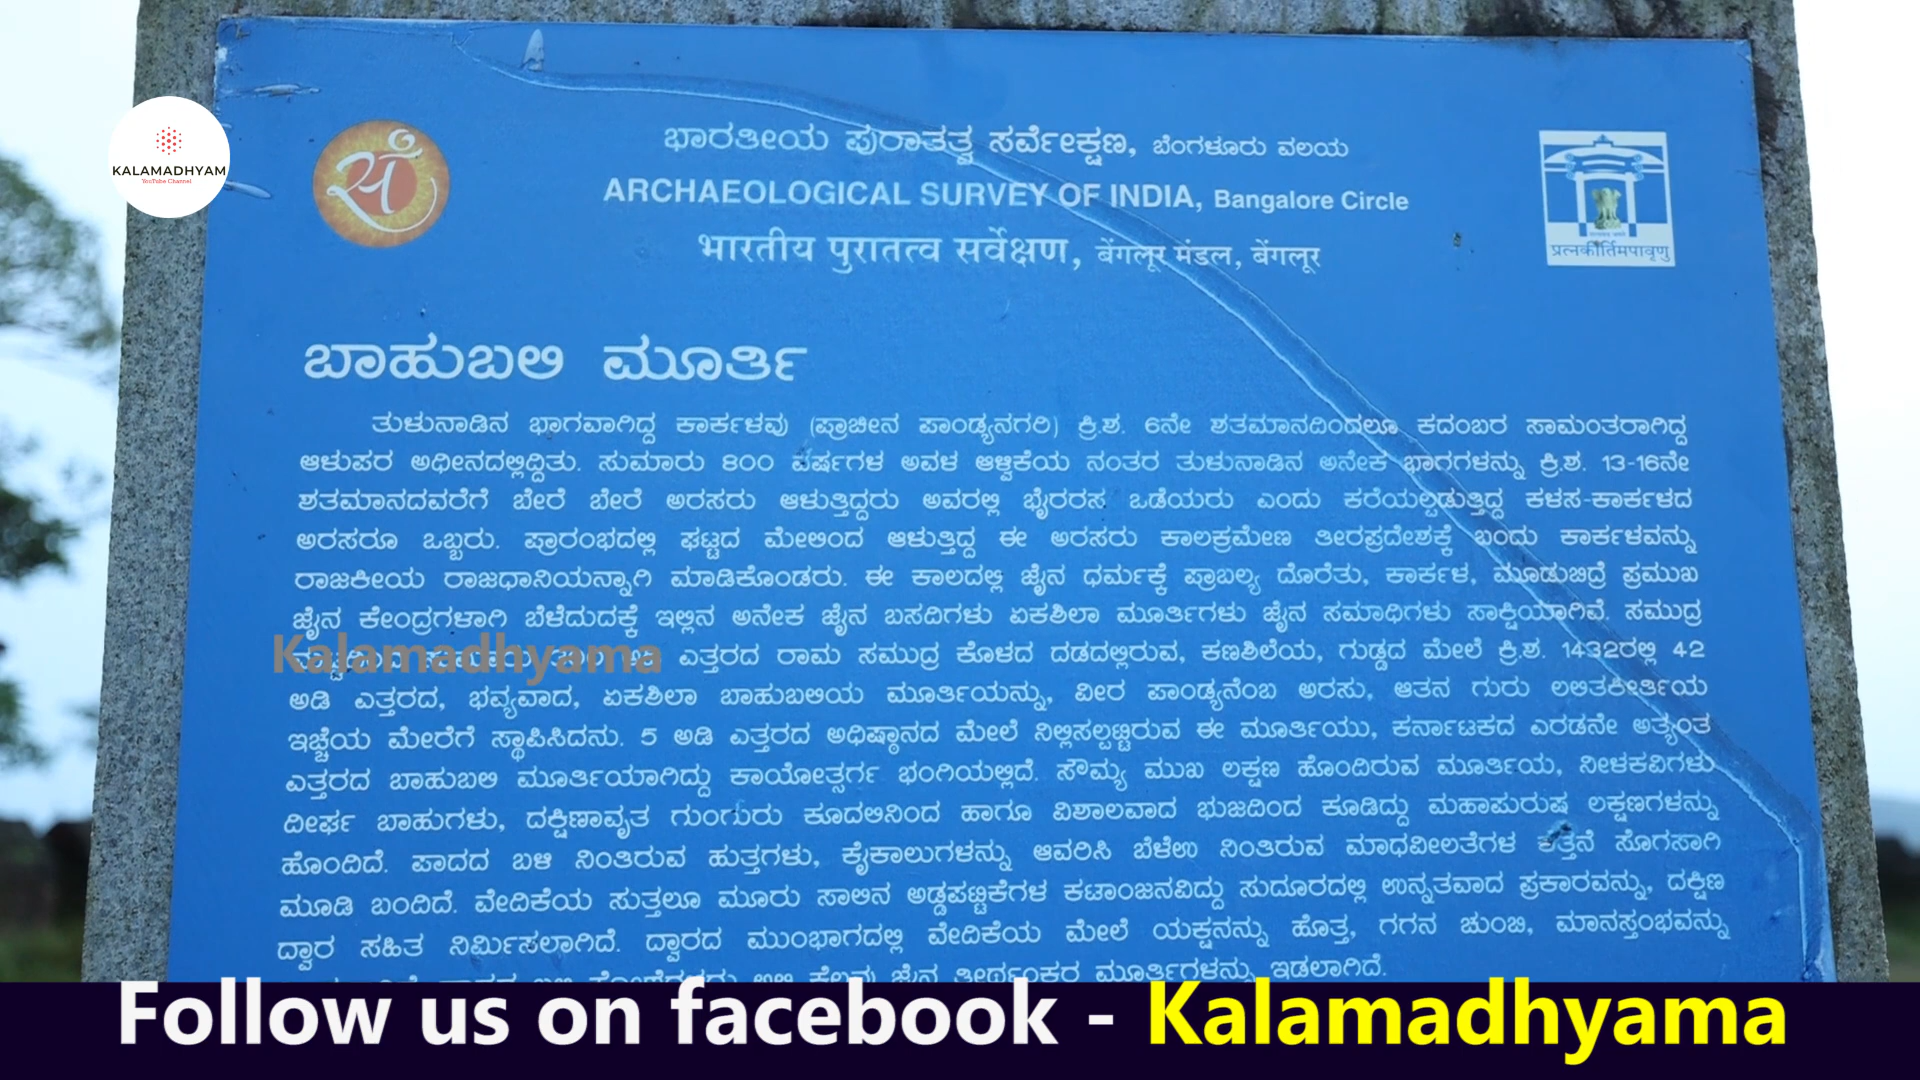 KALAMADHYAM
YouTube Channel
ಭಾರತೀಯ ಪುರಾತತ್ವ ಸರ್ವೇಕ್ಷಣ, ಬೆಂಗಳೂರು ವಲಯ
ARCHAEOLOGICAL SURVEY OF INDIA, Bangalore Circle
भारतीय पुरातत्व सर्वेक्षण, बेंगलूर मंडल, बेंगलूर
सं
प्रत्नकीर्तिमपावृणु
ಬಾಹುಬಲಿ ಮೂರ್ತಿ
ತುಳುನಾಡಿನ ಭಾಗವಾಗಿದ್ದ ಕಾರ್ಕಳವು (ಪ್ರಾಚೀನ ಪಾಂಡ್ಯನಗರಿ) ಕ್ರಿ.ಶ. 6ನೇ ಶತಮಾನದಿಂದಲೂ ಕದಂಬರ ಸಾಮಂತರಾಗಿದ್ದ
ಆಳುಪರ ಅಧೀನದಲ್ಲಿದ್ದಿತು. ಸುಮಾರು ೮೦೦ ವರ್ಷಗಳ ಅವಳ ಆಳ್ವಿಕೆಯ ನಂತರ ತುಳುನಾಡಿನ ಅನೇಕ ಭಾಗಗಳನ್ನು ಕ್ರಿ.ಶ. 13-16ನೇ
ಶತಮಾನದವರೆಗೆ ಬೇರೆ ಬೇರೆ ಅರಸರು ಆಳುತ್ತಿದ್ದರು ಅವರಲ್ಲಿ ಭೈರರಸ ಒಡೆಯರು ಎಂದು ಕರೆಯಲ್ಪಡುತ್ತಿದ್ದ ಕಳಸ-ಕಾರ್ಕಳದ
ಅರಸರೂ ಒಬ್ಬರು. ಪ್ರಾರಂಭದಲ್ಲಿ ಘಟ್ಟದ ಮೇಲಿಂದ ಆಳುತ್ತಿದ್ದ ಈ ಅರಸರು ಕಾಲಕ್ರಮೇಣ ತೀರಪ್ರದೇಶಕ್ಕೆ ಬಂದು ಕಾರ್ಕಳವನ್ನು
ರಾಜಕೀಯ ರಾಜಧಾನಿಯನ್ನಾಗಿ ಮಾಡಿಕೊಂಡರು. ಈ ಕಾಲದಲ್ಲಿ ಜೈನ ಧರ್ಮಕ್ಕೆ ಪ್ರಾಬಲ್ಯ ದೊರೆತು, ಕಾರ್ಕಳ, ಮೂಡುಬಿದ್ರೆ ಪ್ರಮುಖ
ಜೈನ ಕೇಂದ್ರಗಳಾಗಿ ಬೆಳೆದುದಕ್ಕೆ ಇಲ್ಲಿನ ಅನೇಕ ಜೈನ ಬಸದಿಗಳು ಏಕಶಿಲಾ ಮೂರ್ತಿಗಳು ಜೈನ ಸಮಾಧಿಗಳು ಸಾಕ್ಷಿಯಾಗಿವೆ. ಸಮುದ್ರ
Kalamadhyama ಎತ್ತರದ ರಾಮ ಸಮುದ್ರ ಕೊಳದ ದಡದಲ್ಲಿರುವ, ಕಣಶಿಲೆಯ, ಗುಡ್ಡದ ಮೇಲೆ ಕ್ರಿ.ಶ. 1432ರಲ್ಲಿ 42
ಅಡಿ ಎತ್ತರದ, ಭವ್ಯವಾದ, ಏಕಶಿಲಾ ಬಾಹುಬಲಿಯ ಮೂರ್ತಿಯನ್ನು, ವೀರ ಪಾಂಡ್ಯನೆಂಬ ಅರಸು, ಆತನ ಗುರು ಲಲಿತಕೀರ್ತಿಯ
ಇಚ್ಛೆಯ ಮೇರೆಗೆ ಸ್ಥಾಪಿಸಿದನು. 5 ಅಡಿ ಎತ್ತರದ ಅಧಿಷ್ಠಾನದ ಮೇಲೆ ನಿಲ್ಲಿಸಲ್ಪಟ್ಟಿರುವ ಈ ಮೂರ್ತಿಯು, ಕರ್ನಾಟಕದ ಎರಡನೇ ಅತ್ಯಂತ
ಎತ್ತರದ ಬಾಹುಬಲಿ ಮೂರ್ತಿಯಾಗಿದ್ದು ಕಾಯೋತ್ಸರ್ಗ ಭಂಗಿಯಲ್ಲಿದೆ. ಸೌಮ್ಯ ಮುಖ ಲಕ್ಷಣ ಹೊಂದಿರುವ ಮೂರ್ತಿಯ, ನೀಳಕಿವಿಗಳು
ದೀರ್ಘ ಬಾಹುಗಳು, ದಕ್ಷಿಣಾವೃತ ಗುಂಗುರು ಕೂದಲಿನಿಂದ ಹಾಗೂ ವಿಶಾಲವಾದ ಭುಜದಿಂದ ಕೂಡಿದ್ದು ಮಹಾಪುರುಷ ಲಕ್ಷಣಗಳನ್ನು
ಹೊಂದಿದೆ. ಪಾದದ ಬಳಿ ನಿಂತಿರುವ ಹುತ್ತಗಳು, ಕೈಕಾಲುಗಳನ್ನು ಆವರಿಸಿ ಬೆಳೆದು ನಿಂತಿರುವ ಮಾಧವೀಲತೆಗಳ ಕೆತ್ತನೆ ಸೊಗಸಾಗಿ
ಮೂಡಿ ಬಂದಿದೆ. ವೇದಿಕೆಯ ಸುತ್ತಲೂ ಮೂರು ಸಾಲಿನ ಅಡ್ಡಪಟ್ಟಿಕೆಗಳ ಕಟಾಂಜನವಿದ್ದು ಸುದೂರದಲ್ಲಿ ಉನ್ನತವಾದ ಪ್ರಕಾರವನ್ನು, ದಕ್ಷಿಣ
ದ್ವಾರ ಸಹಿತ ನಿರ್ಮಿಸಲಾಗಿದೆ. ದ್ವಾರದ ಮುಂಭಾಗದಲ್ಲಿ ವೇದಿಕೆಯ ಮೇಲೆ ಯಕ್ಷನನ್ನು ಹೊತ್ತ, ಗಗನ ಚುಂಬಿ, ಮಾನಸ್ತಂಭವನ್ನು
ಕೆಲವು ಜೈನ ತೀರ್ಥಂಕರ ಮೂರ್ತಿಗಳನ್ನು ಇಡಲಾಗಿದೆ.
Follow us on facebook - Kalamadhyama